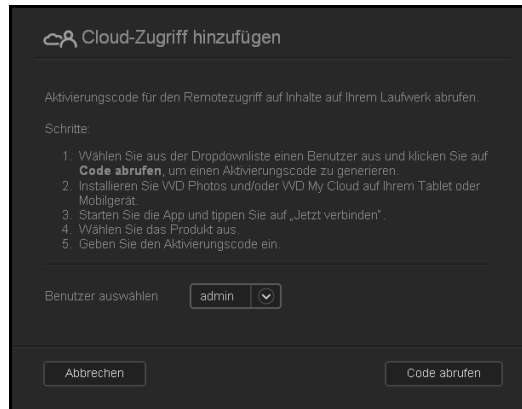 Cloud-Zugriff hinzufügen
Aktivierungscode für den Remotezugriff auf Inhalte auf Ihrem Laufwerk abrufen.
Schritte:
1. Wählen Sie aus der Dropdownliste einen Benutzer aus und klicken Sie auf
Code abrufen, um einen Aktivierungscode zu generieren.
2. Installieren Sie WD Photos und/oder WD My Cloud auf Ihrem Tablet oder
Mobilgerät.
3. Starten Sie die App und tippen Sie auf „Jetzt verbinden“.
4. Wählen Sie das Produkt aus.
5. Geben Sie den Aktivierungscode ein.
Benutzer auswählen admin
Abbrechen Code abrufen